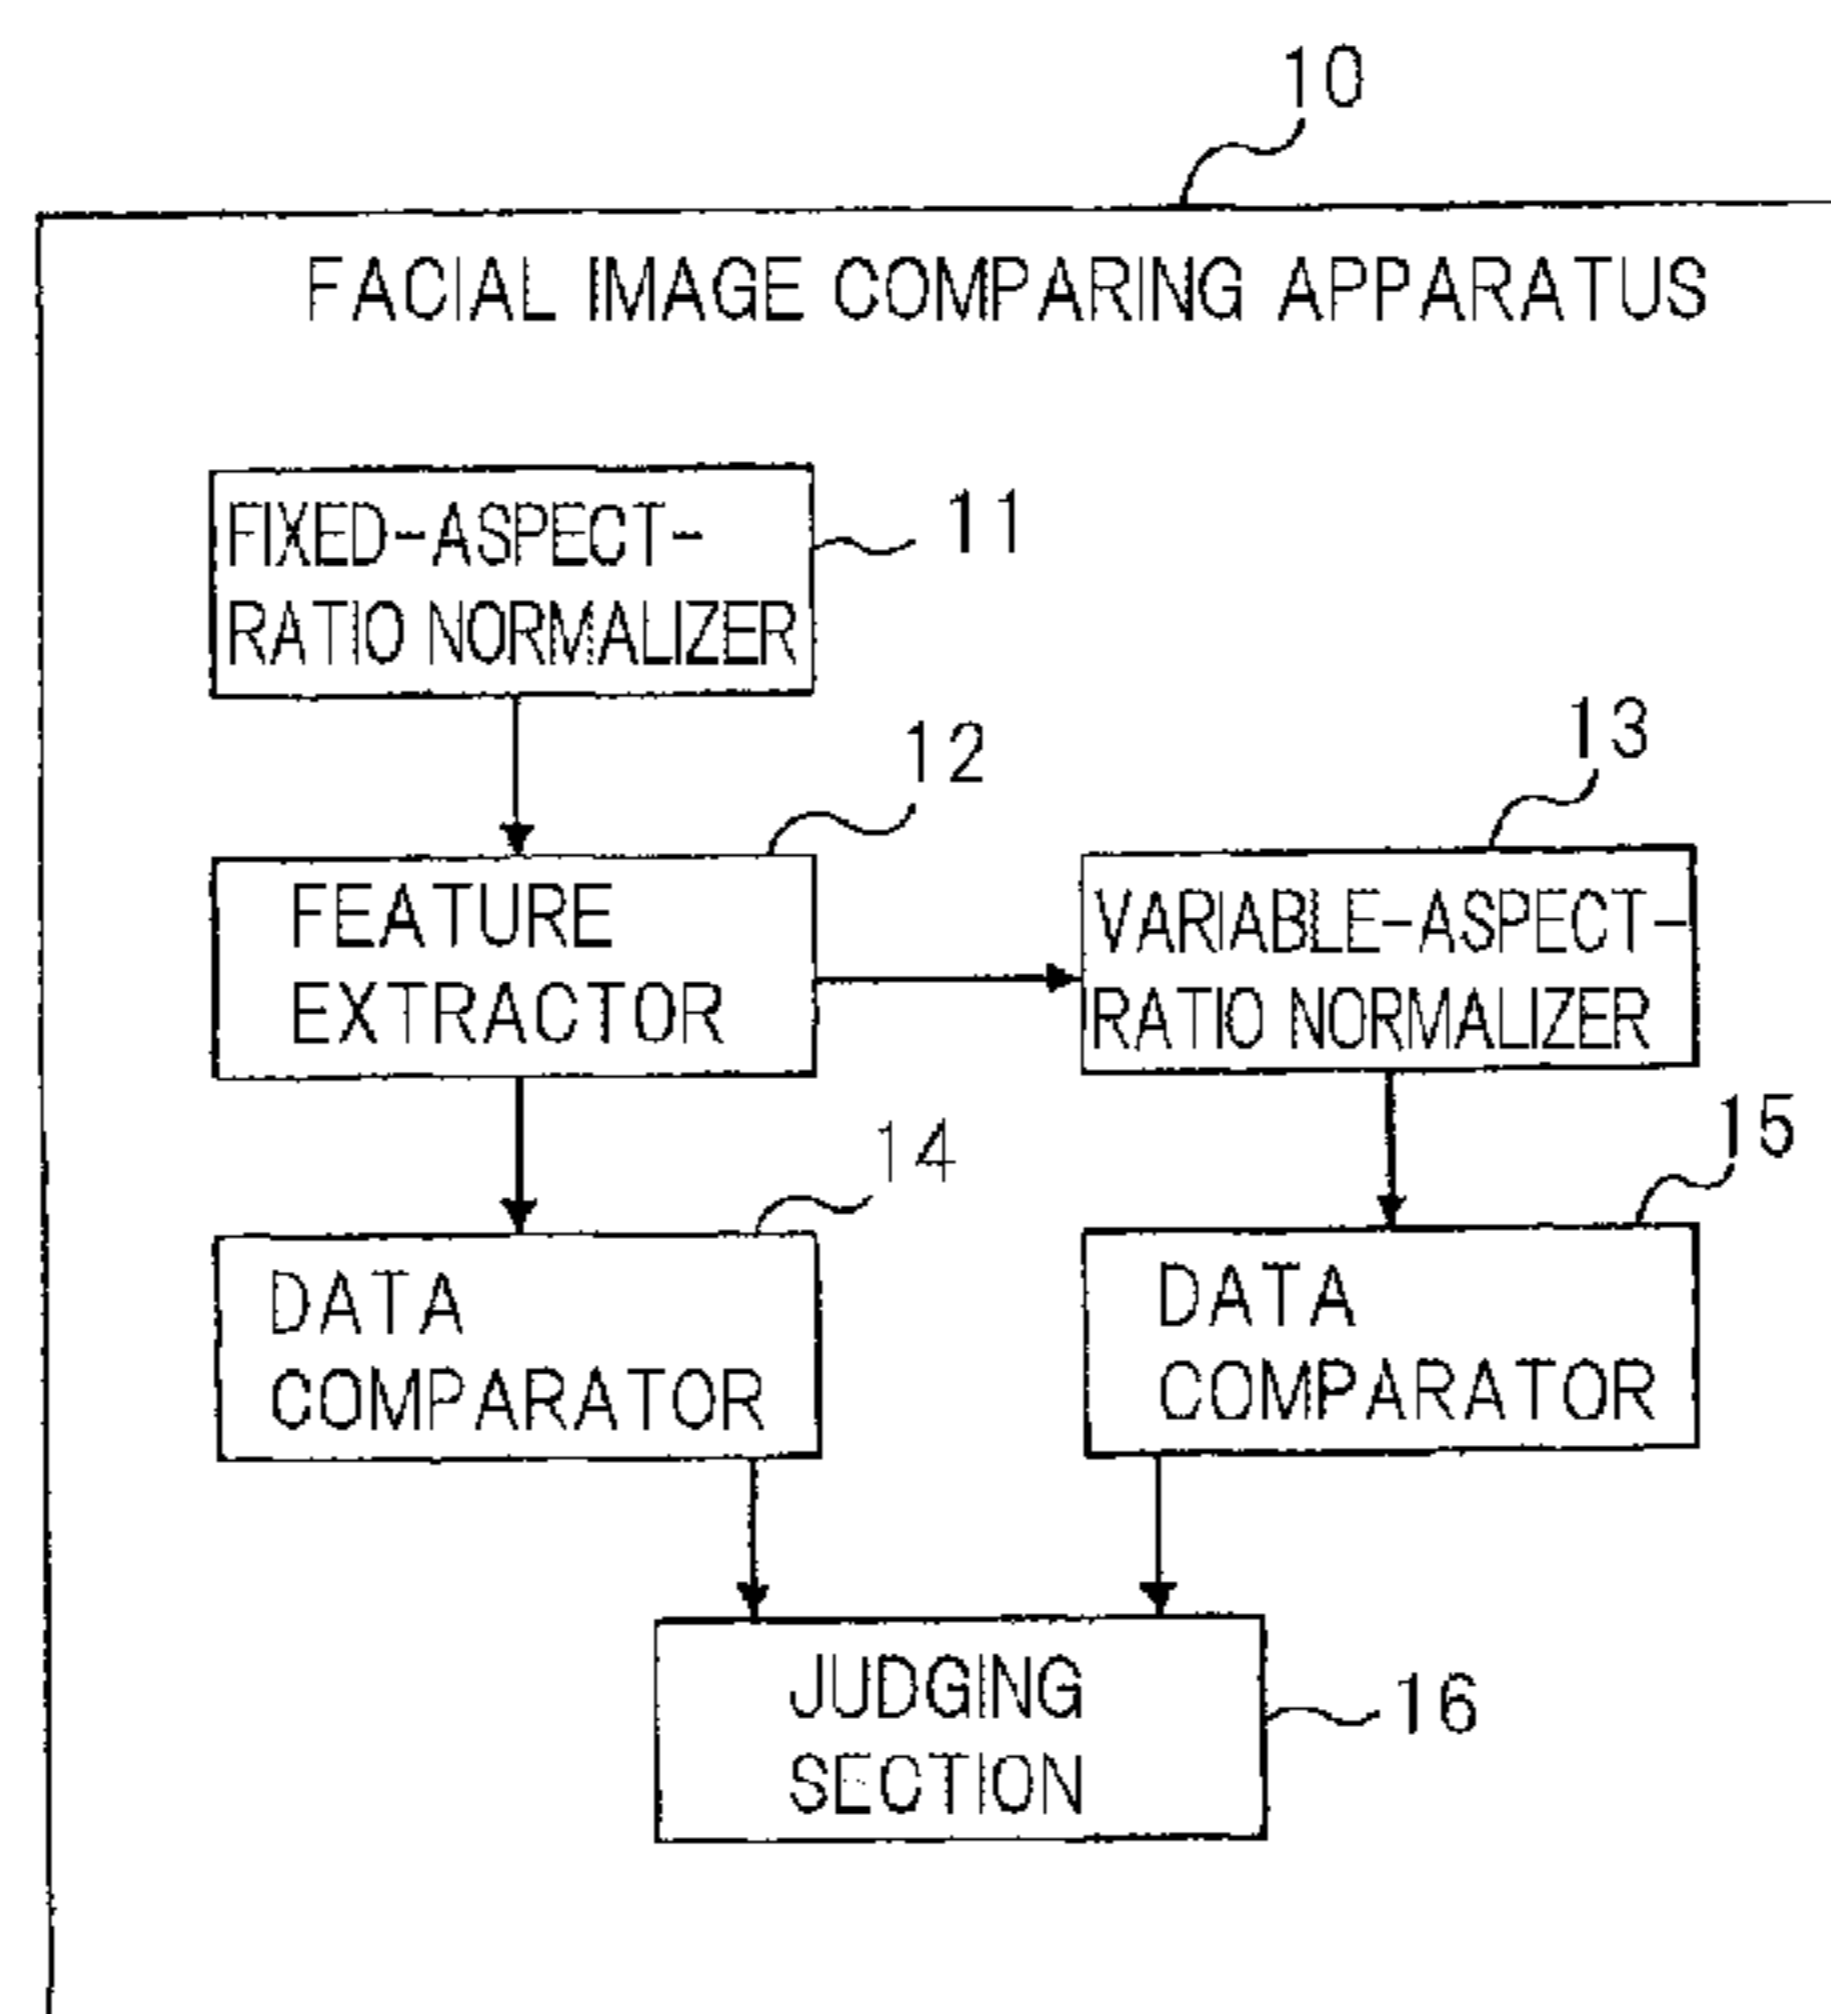 10
FACIAL IMAGE COMPARING APPARATUS
FIXED-ASPECT-
RATIO NORMALIZER
11
12
FEATURE
EXTRACTOR
13
VARIABLE-ASPECT-
RATIO NORMALIZER
14
DATA
COMPARATOR
15
DATA
COMPARATOR
JUDGING
SECTION
16